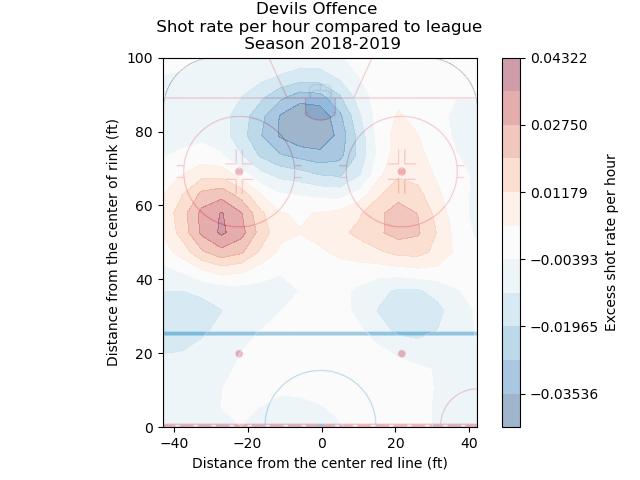 Devils Offence
Shot rate per hour compared to league
Season 2018-2019
100
80
60
40
20
0
−40
−20
0
20
40
Distance from the center of rink (ft)
Distance from the center red line (ft)
0.04322
0.02750
0.01179
−0.00393
−0.01965
−0.03536
Excess shot rate per hour